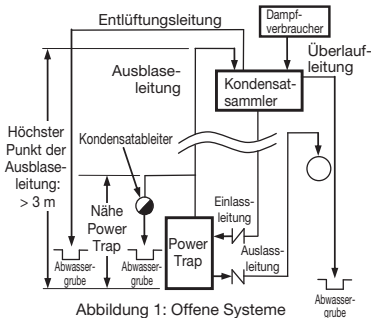 Entlüftungsleitung
Dampf-
verbraucher
Überlauf-
leitung
Ausblase-
leitung
Kondensat-
sammler
Höchster
Punkt der
Ausblase-
leitung:
> 3 m
Kondensatableiter
Nähe
Power
Trap
Einlass-
leitung
Power
Trap
Auslass-
leitung
Abwasser-
grube
Abwasser-
grube
Abwasser-
grube
Abbildung 1: Offene Systeme